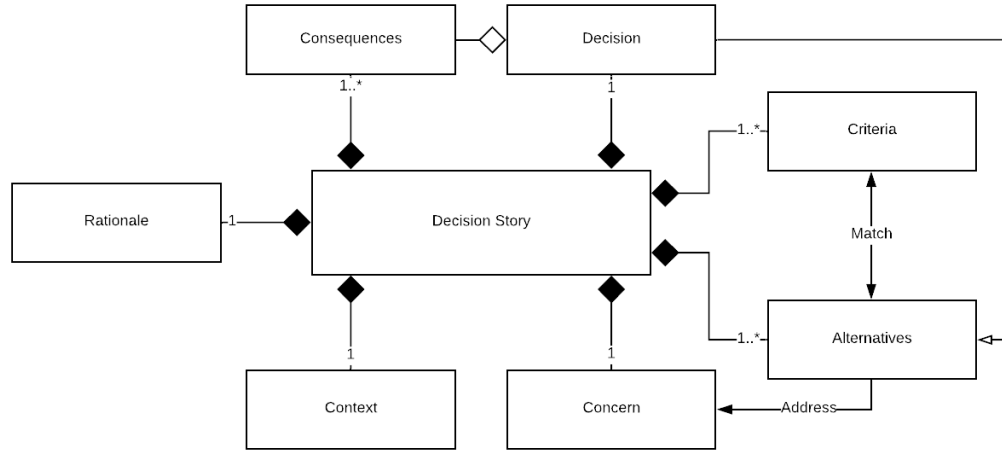 Consequences
Decision
1..*
1
Criteria
1..*
Rationale
1
Decision Story
Match
1..*
Alternatives
1
1
Context
Concern
Address